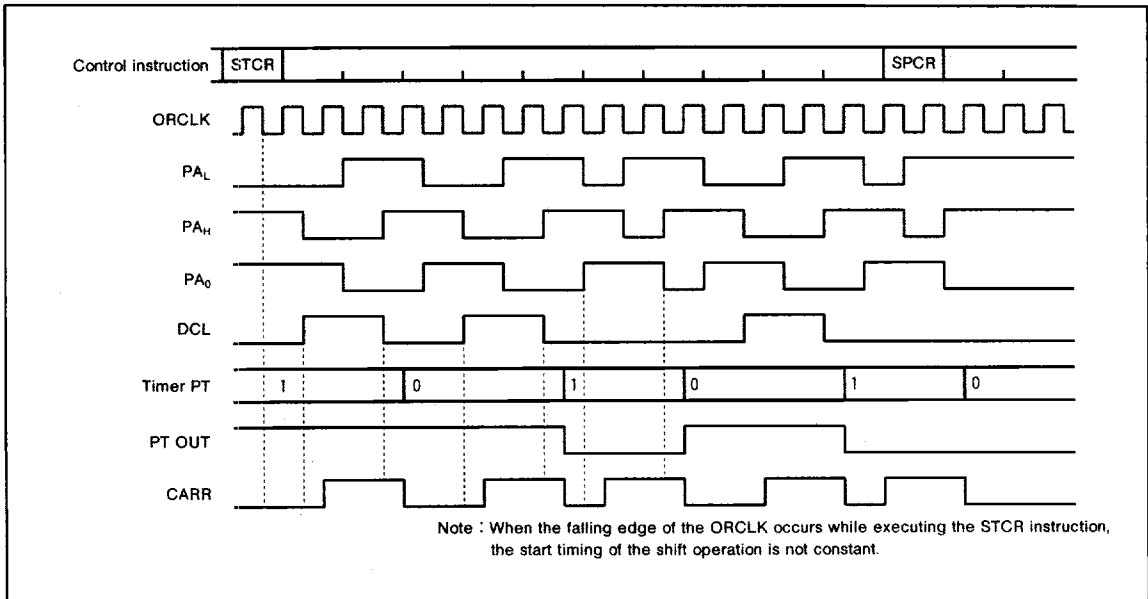 Control instruction STCR SPCR
ORCLK
PAL
PAH
PA0
DCL
Timer PT 1 0 1 0 1 0
PT OUT
CARR
Note : When the falling edge of the ORCLK occurs while executing the STCR instruction,
the start timing of the shift operation is not constant.